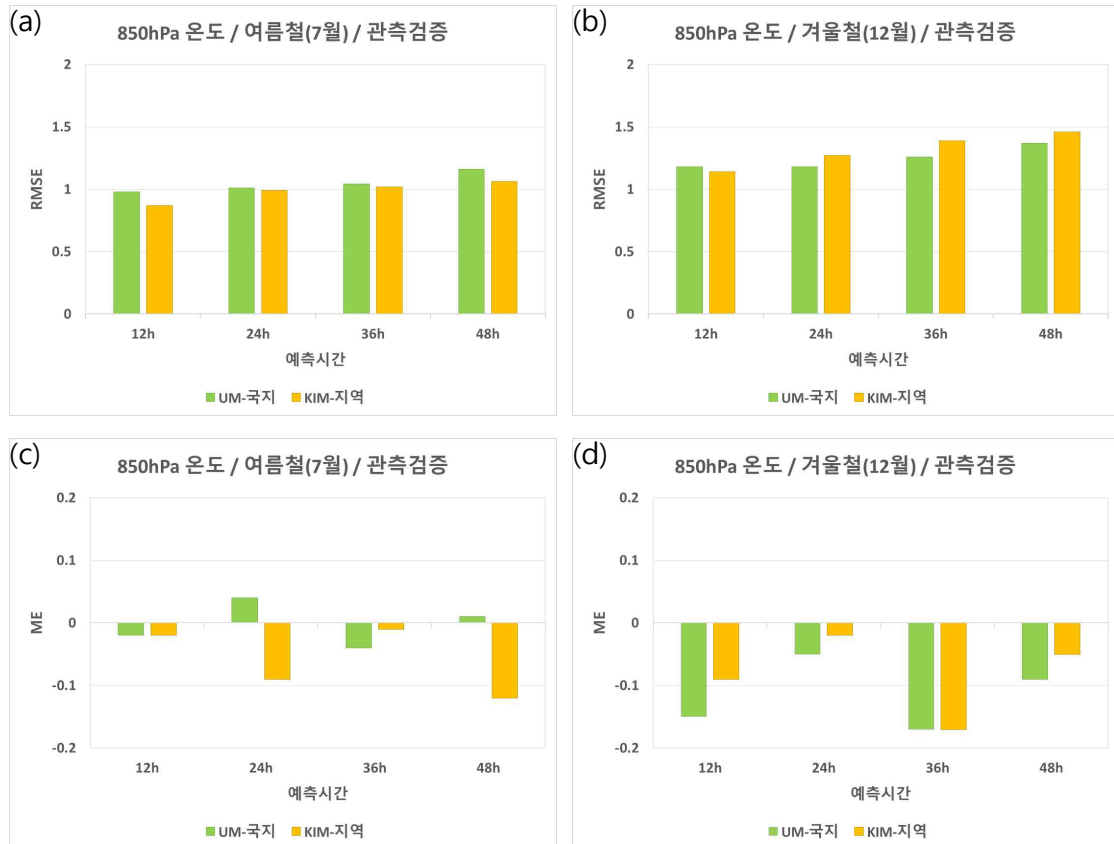 (a)
850hPa 온도 / 여름철(7월) / 관측검증
2
1.5
1
0.5
0
RMSE
12h 24h 36h 48h
예측시간
UM-국지 KIM-지역
(b)
850hPa 온도 / 겨울철(12월) / 관측검증
2
1.5
1
0.5
0
RMSE
12h 24h 36h 48h
예측시간
UM-국지 KIM-지역
(c)
850hPa 온도 / 여름철(7월) / 관측검증
0.2
0.1
0
-0.1
-0.2
ME
12h 24h 36h 48h
예측시간
UM-국지 KIM-지역
(d)
850hPa 온도 / 겨울철(12월) / 관측검증
0.2
0.1
0
-0.1
-0.2
ME
12h 24h 36h 48h
예측시간
UM-국지 KIM-지역